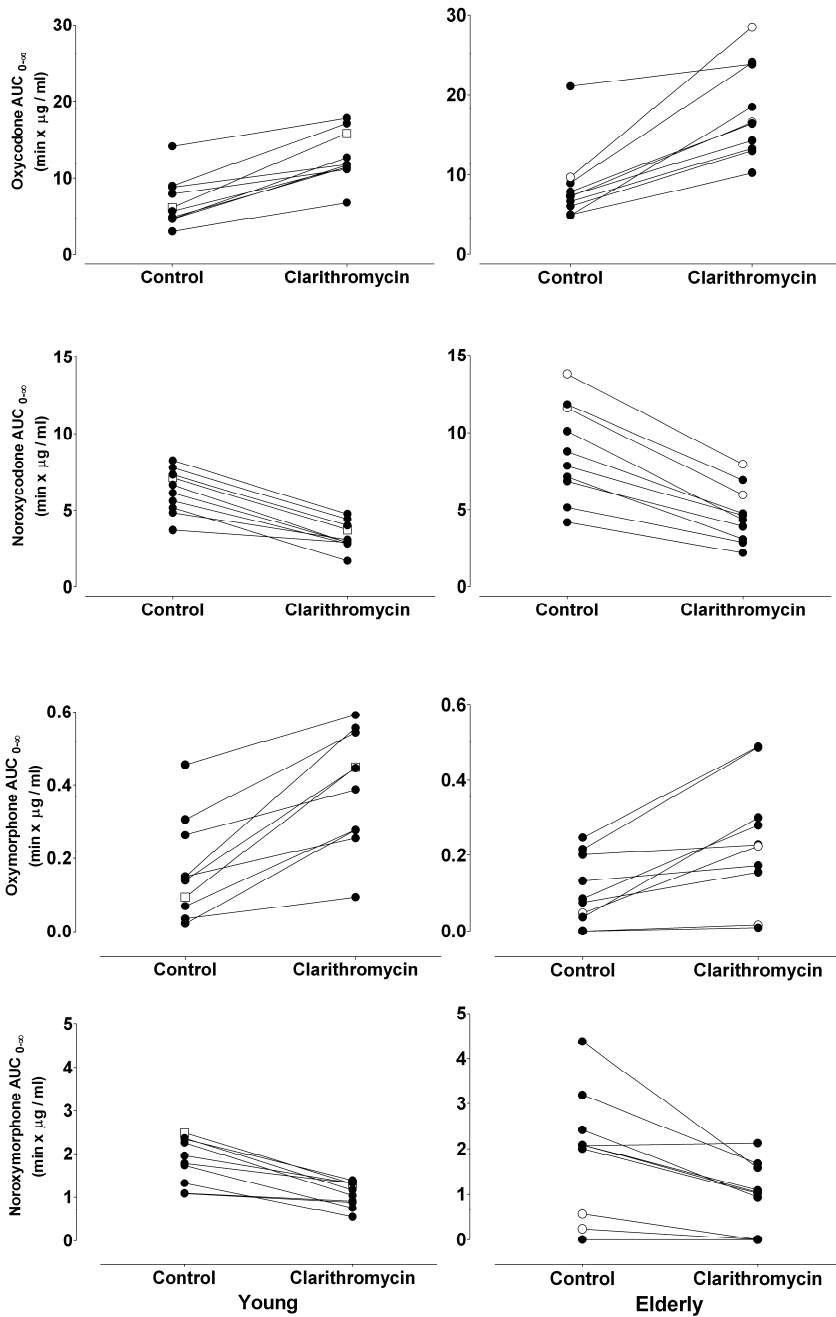 Oxycodone AUC 0-∞
(min x μg / ml)
30
20
10
0
Control Clarithromycin
30
20
10
0
Control Clarithromycin
Noroxycodone AUC 0-∞
(min x μg / ml)
15
10
5
0
Control Clarithromycin
15
10
5
0
Control Clarithromycin
Oxymorphone AUC 0-∞
(min x μg / ml)
0.6
0.4
0.2
0.0
Control Clarithromycin
0.6
0.4
0.2
0.0
Control Clarithromycin
Noroxymorphone AUC 0-∞
(min x μg / ml)
5
4
3
2
1
0
Control Clarithromycin
5
4
3
2
1
0
Control Clarithromycin
Young
Elderly